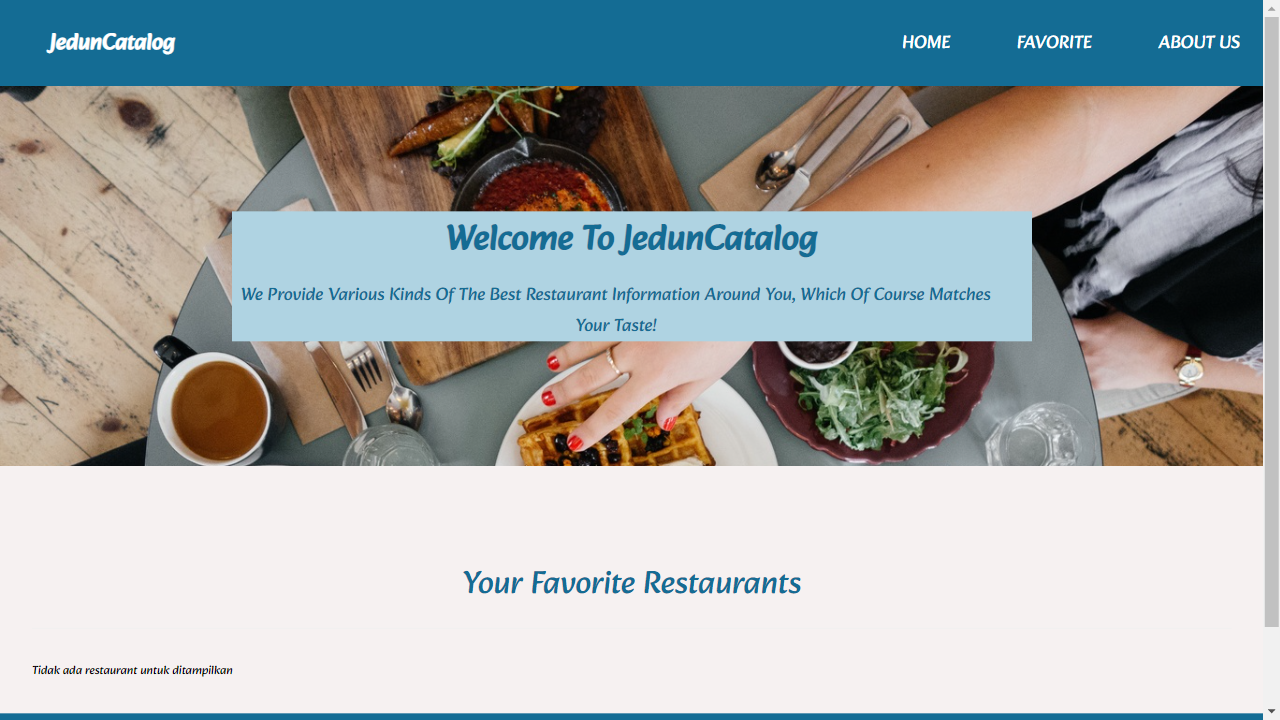 JedunCatalog
HOME
FAVORITE
ABOUT US
Welcome To JedunCatalog
We Provide Various Kinds Of The Best Restaurant Information Around You, Which Of Course Matches
Your Taste!
Your Favorite Restaurants
Tidak ada restaurant untuk ditampilkan